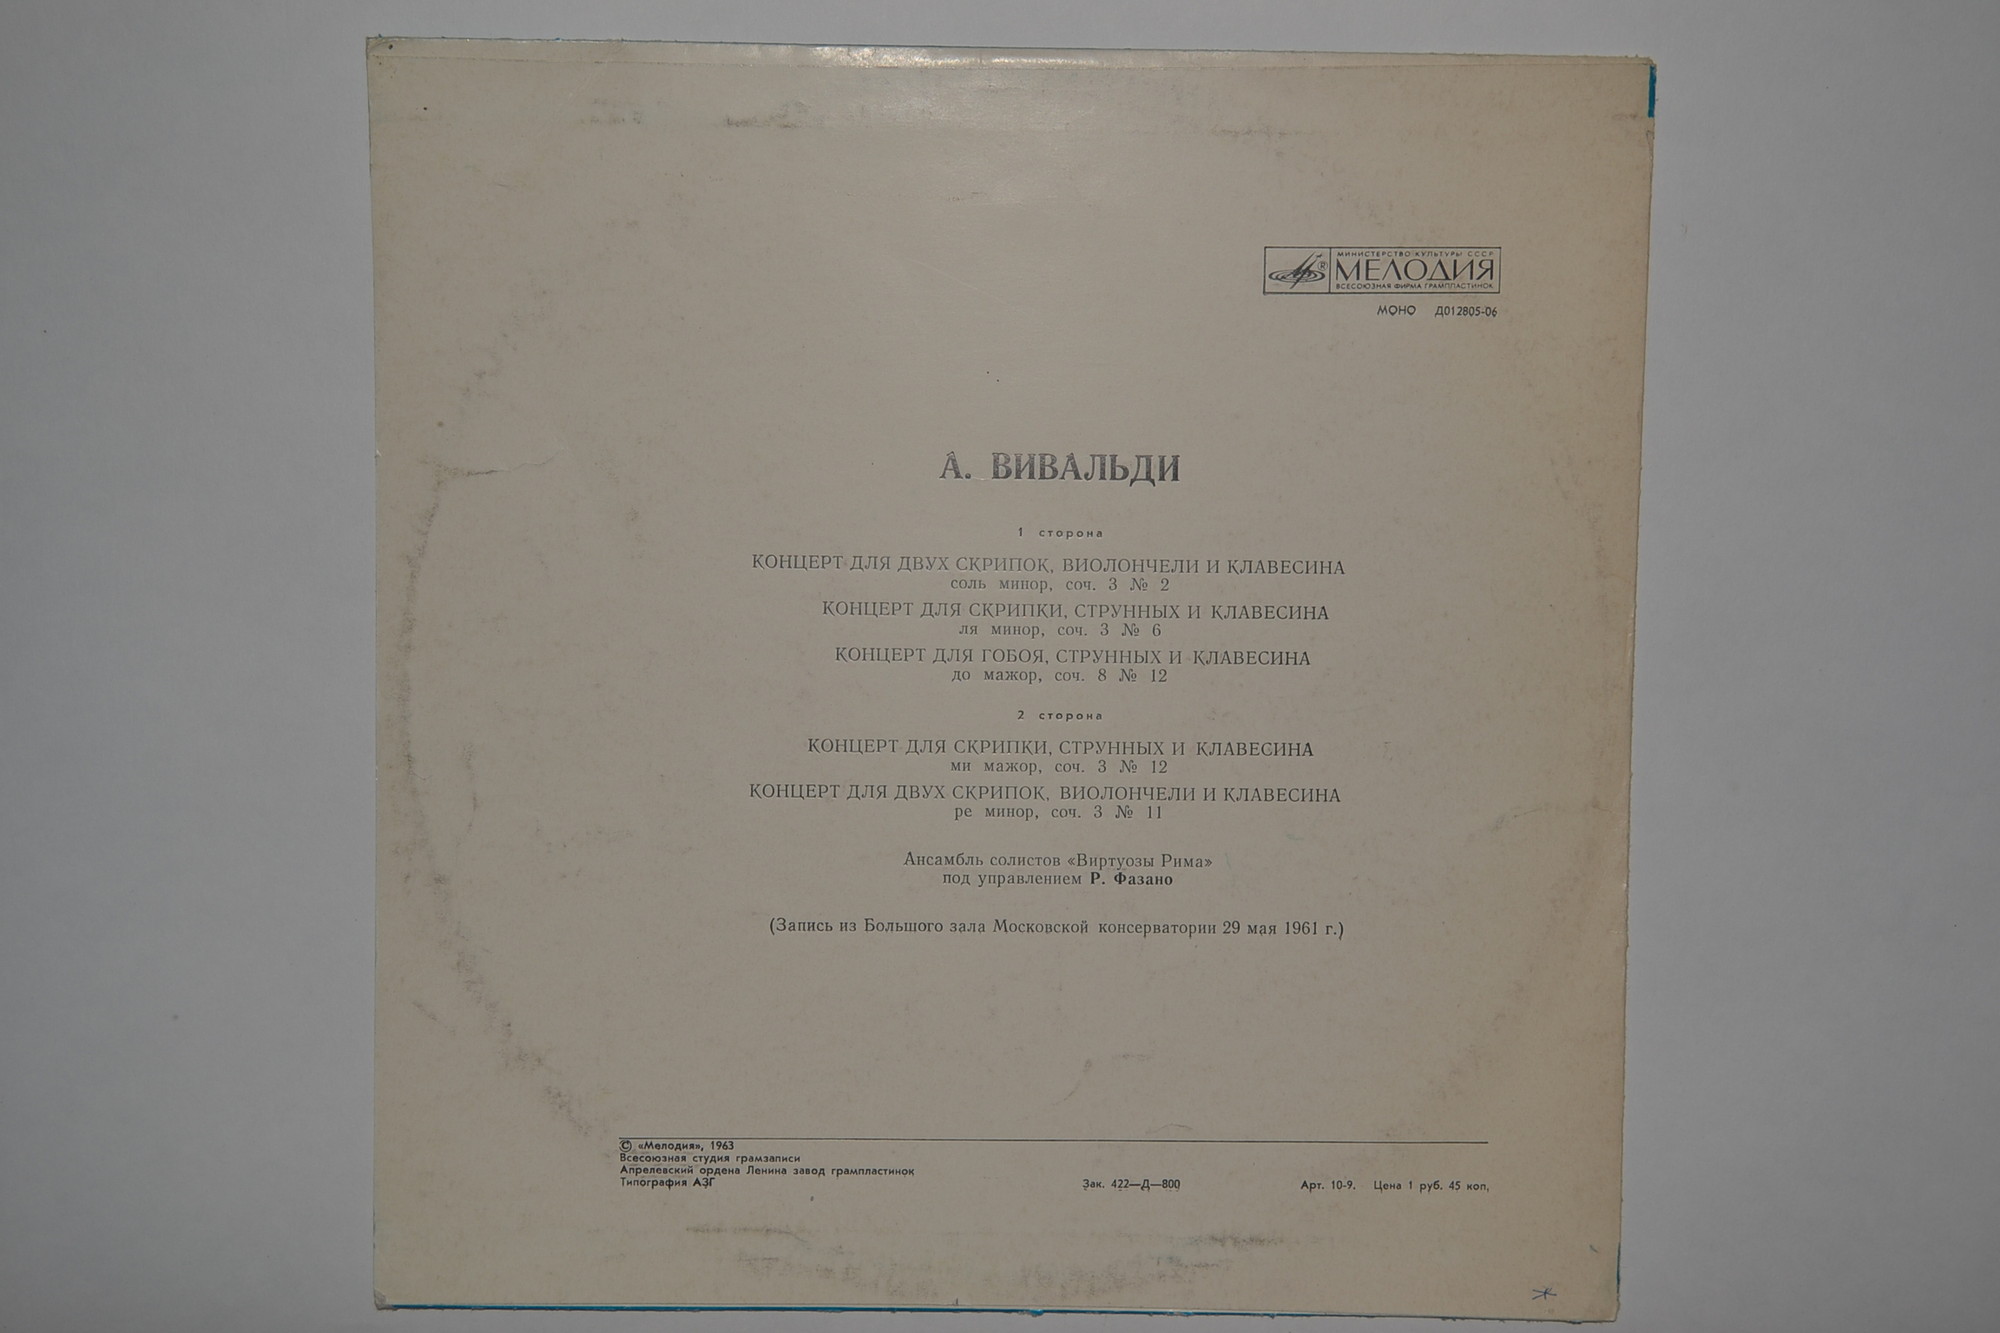 МИНИСТЕРСТВО КУЛЬТУРЫ СССР
МЕЛОДИЯ
ВСЕСОЮЗНАЯ ФИРМА ГРАМПЛАСТИНОК
МОНО Д012805-06
А. ВИВАЛЬДИ
1 сторона
КОНЦЕРТ ДЛЯ ДВУХ СКРИПОК, ВИОЛОНЧЕЛИ И КЛАВЕСИНА
соль минор, соч. 3 № 2
КОНЦЕРТ ДЛЯ СКРИПКИ, СТРУННЫХ И КЛАВЕСИНА
ля минор, соч. 3 № 6
КОНЦЕРТ ДЛЯ ГОБОЯ, СТРУННЫХ И КЛАВЕСИНА
до мажор, соч. 8 № 12
2 сторона
КОНЦЕРТ ДЛЯ СКРИПКИ, СТРУННЫХ И КЛАВЕСИНА
ми мажор, соч. 3 № 12
КОНЦЕРТ ДЛЯ ДВУХ СКРИПОК, ВИОЛОНЧЕЛИ И КЛАВЕСИНА
ре минор, соч. 3 № 11
Ансамбль солистов «Виртуозы Рима»
под управлением Р. Фазано
(Запись из Большого зала Московской консерватории 29 мая 1961 г.)
© «Мелодия», 1963
Всесоюзная студия грамзаписи
Апрелевский ордена Ленина завод грампластинок
Типография АЗГ Зак. 422—Д—800 Арт. 10-9. Цена 1 руб. 45 коп,